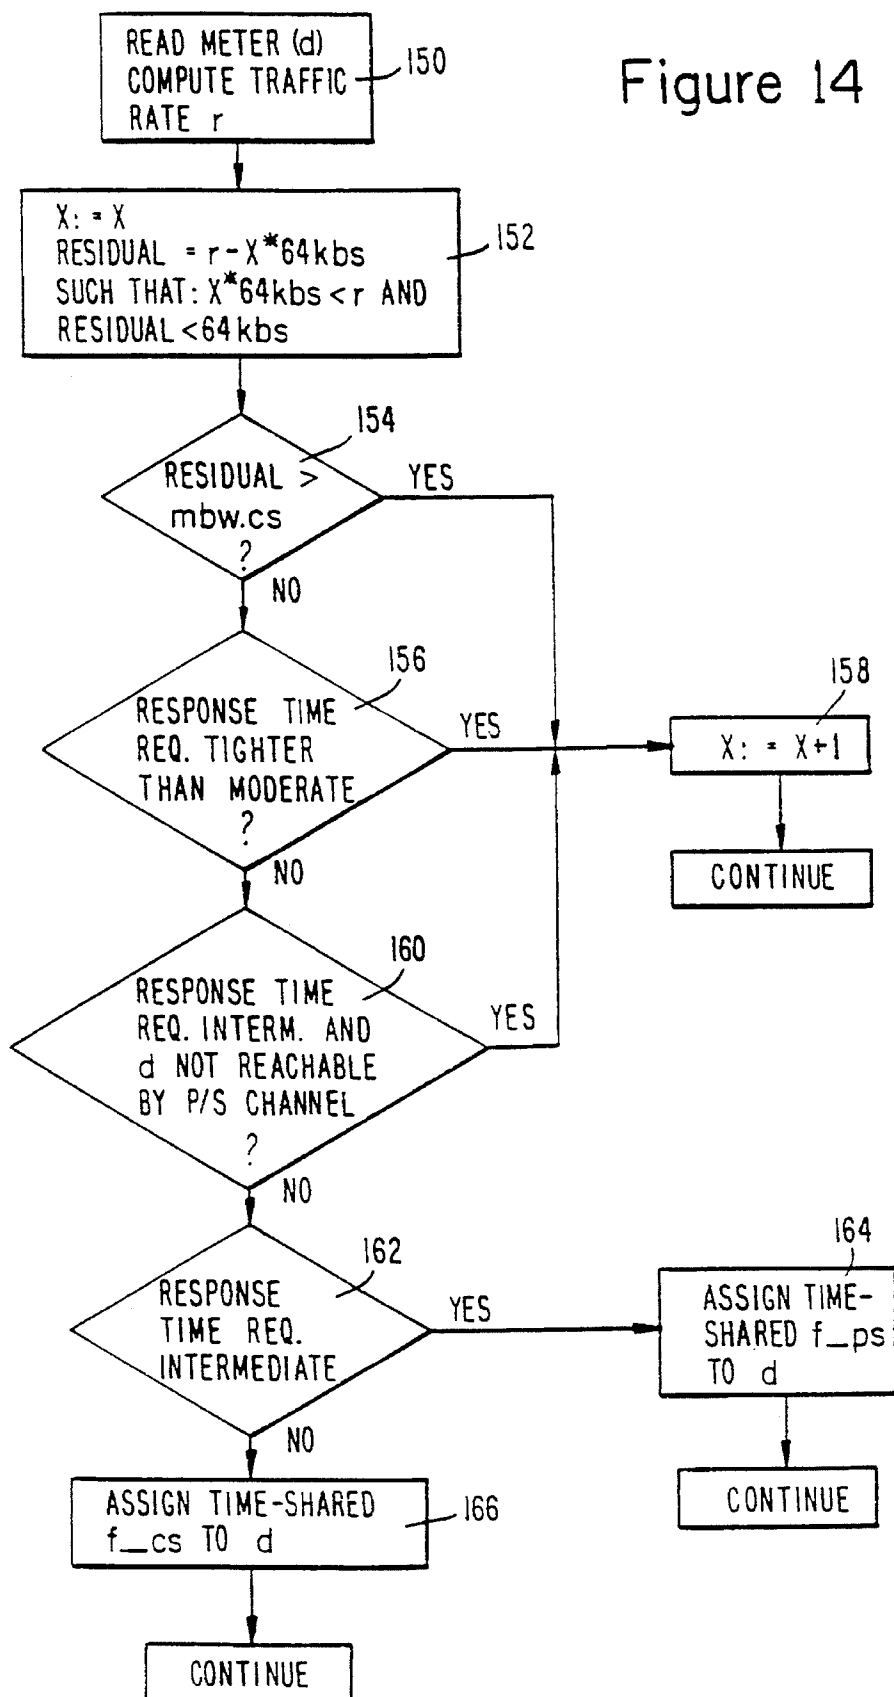 READ METER (d)
COMPUTE TRAFFIC
RATE r
150
Figure 14
X: = X
RESIDUAL = r-X*64kbs
SUCH THAT: X*64kbs<r AND
RESIDUAL<64kbs
152
154
RESIDUAL >
mbw.cs
?
YES
NO
156
RESPONSE TIME
REQ. TIGHTER
THAN MODERATE
?
YES
NO
158
X: = X+1
CONTINUE
160
RESPONSE TIME
REQ. INTERM. AND
d NOT REACHABLE
BY P/S CHANNEL
?
YES
NO
162
RESPONSE
TIME REQ.
INTERMEDIATE
YES
NO
164
ASSIGN TIME-
SHARED f_ps
TO d
CONTINUE
ASSIGN TIME-SHARED
f_cs TO d
166
CONTINUE